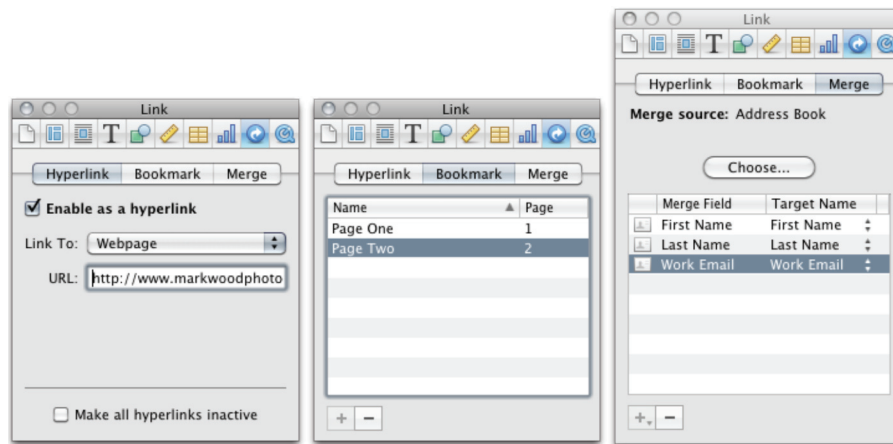 Link
Hyperlink Bookmark Merge
Enable as a hyperlink
Link To: Webpage
URL: http://www.markwoodphoto
Make all hyperlinks inactive
Link
Hyperlink Bookmark Merge
Name Page
Page One 1
Page Two 2
Link
Hyperlink Bookmark Merge
Merge source: Address Book
Choose...
Merge Field Target Name
First Name First Name
Last Name Last Name
Work Email Work Email